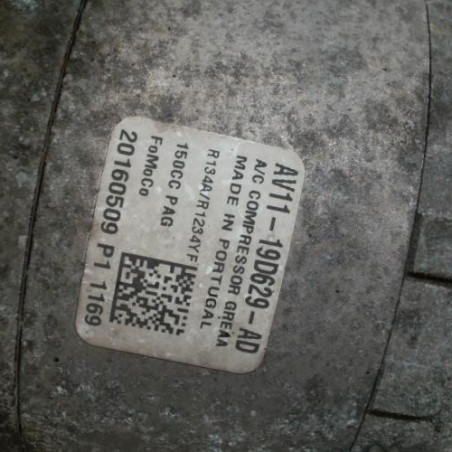 AV11-19D629-AD
A/C COMPRESSOR GREAA
MADE IN PORTUGAL
R134A/R1234YF
150CC PAG
FoMoCo
20160509 P1 1169